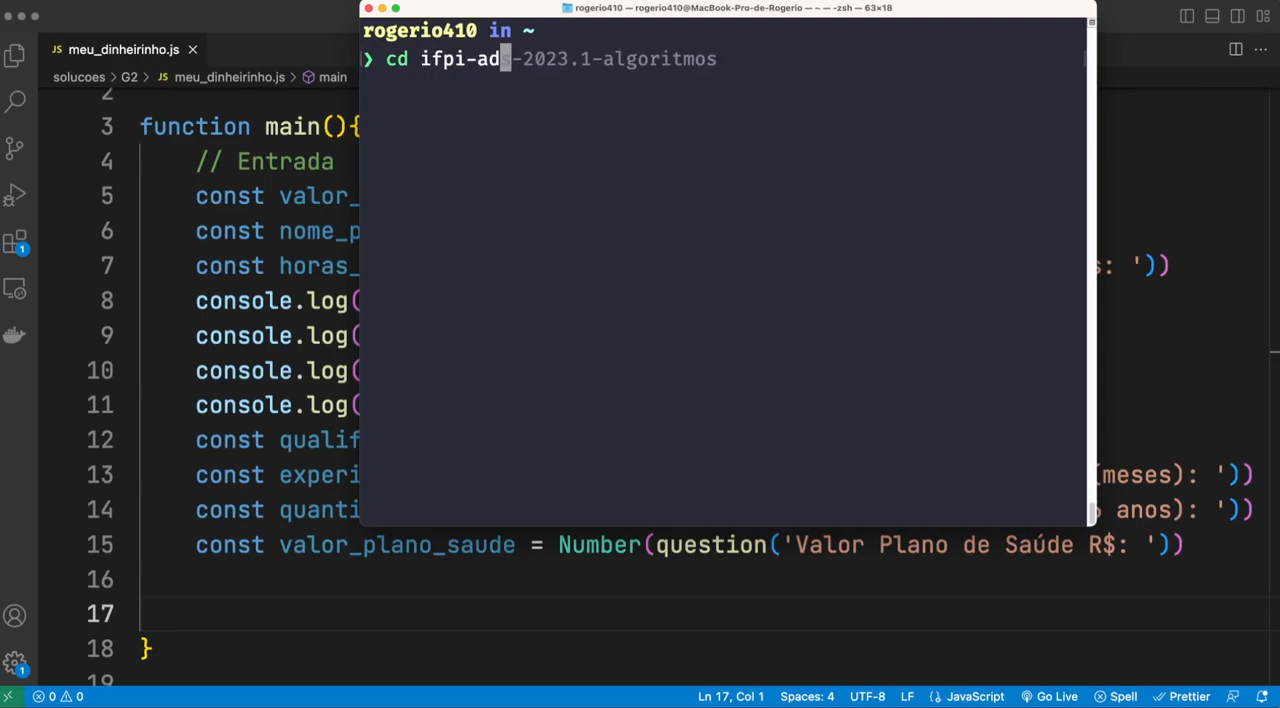 rogerio410 — rogerio410@MacBook-Pro-de-Rogerio — ~ — -zsh — 63×18
rogerio410 in ~
❯ cd ifpi-ads-2023.1-algoritmos
JS meu_dinheirinho.js
solucoes > G2 > JS meu_dinheirinho.js > main
2
3 function main(){
4 // Entrada
5 const valor_
6 const nome_p
7 const horas_ s: '))
8 console.log(
9 console.log(
10 console.log(
11 console.log(
12 const qualif
13 const experi (meses): '))
14 const quanti anos): '))
15 const valor_plano_saude = Number(question('Valor Plano de Saúde R$: '))
16
17
18 }
19
1
1
0 0 Ln 17, Col 1 Spaces: 4 UTF-8 LF JavaScript Go Live Spell Prettier